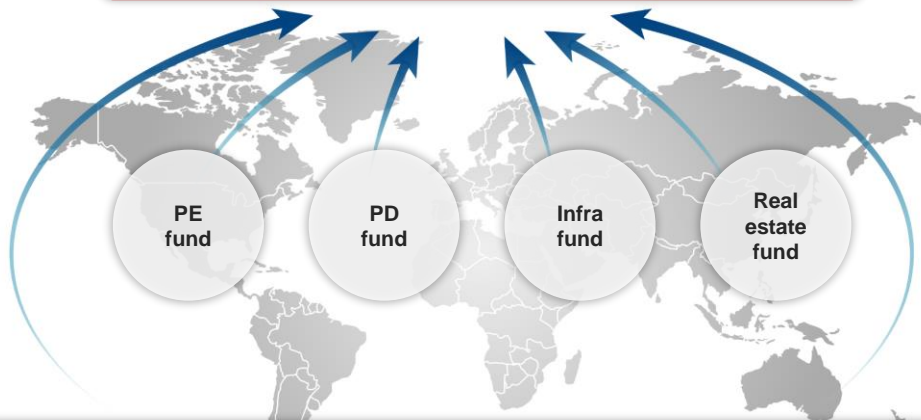 PE
fund
PD
fund
Infra
fund
Real
estate
fund